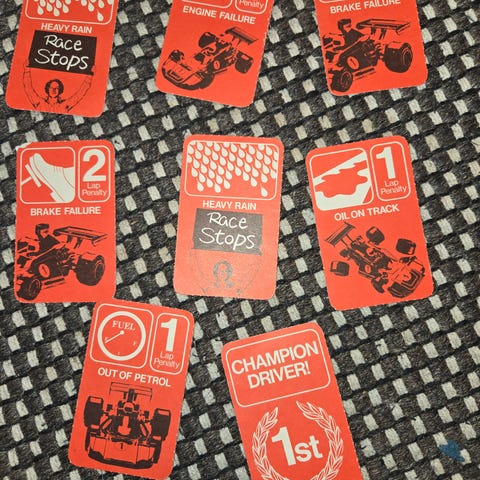 HEAVY RAIN
Race
Stops
Penalty
ENGINE FAILURE
Penalty
BRAKE FAILURE
2
Lap
Penalty
BRAKE FAILURE
HEAVY RAIN
Race
Stops
1
Lap
Penalty
OIL ON TRACK
FUEL
1
Lap
Penalty
OUT OF PETROL
CHAMPION
DRIVER!
1st